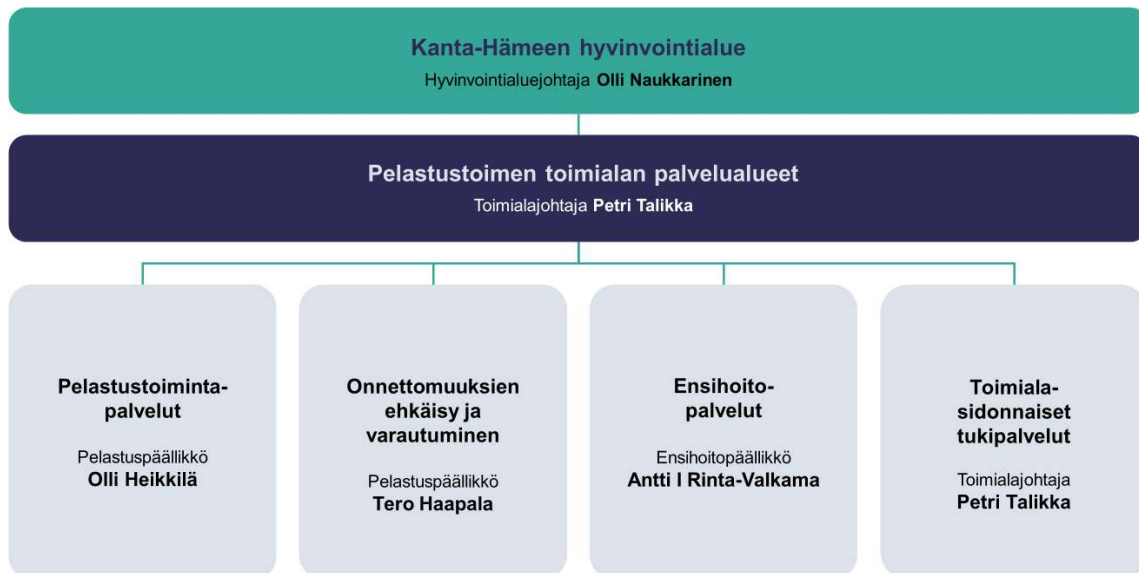 Kanta-Hämeen hyvinvointialue
Hyvinvointialuejohtaja Olli Naukkarinen
Pelastustoimen toimialan palvelualueet
Toimialajohtaja Petri Talikka
Pelastustoiminta-
palvelut
Pelastuspäällikkö
Olli Heikkilä
Onnettomuuksien
ehkäisy ja
varautuminen
Pelastuspäällikkö
Tero Haapala
Ensihoito-
palvelut
Ensihoitopäällikkö
Antti I Rinta-Valkama
Toimiala-
sidonnaiset
tukipalvelut
Toimialajohtaja
Petri Talikka